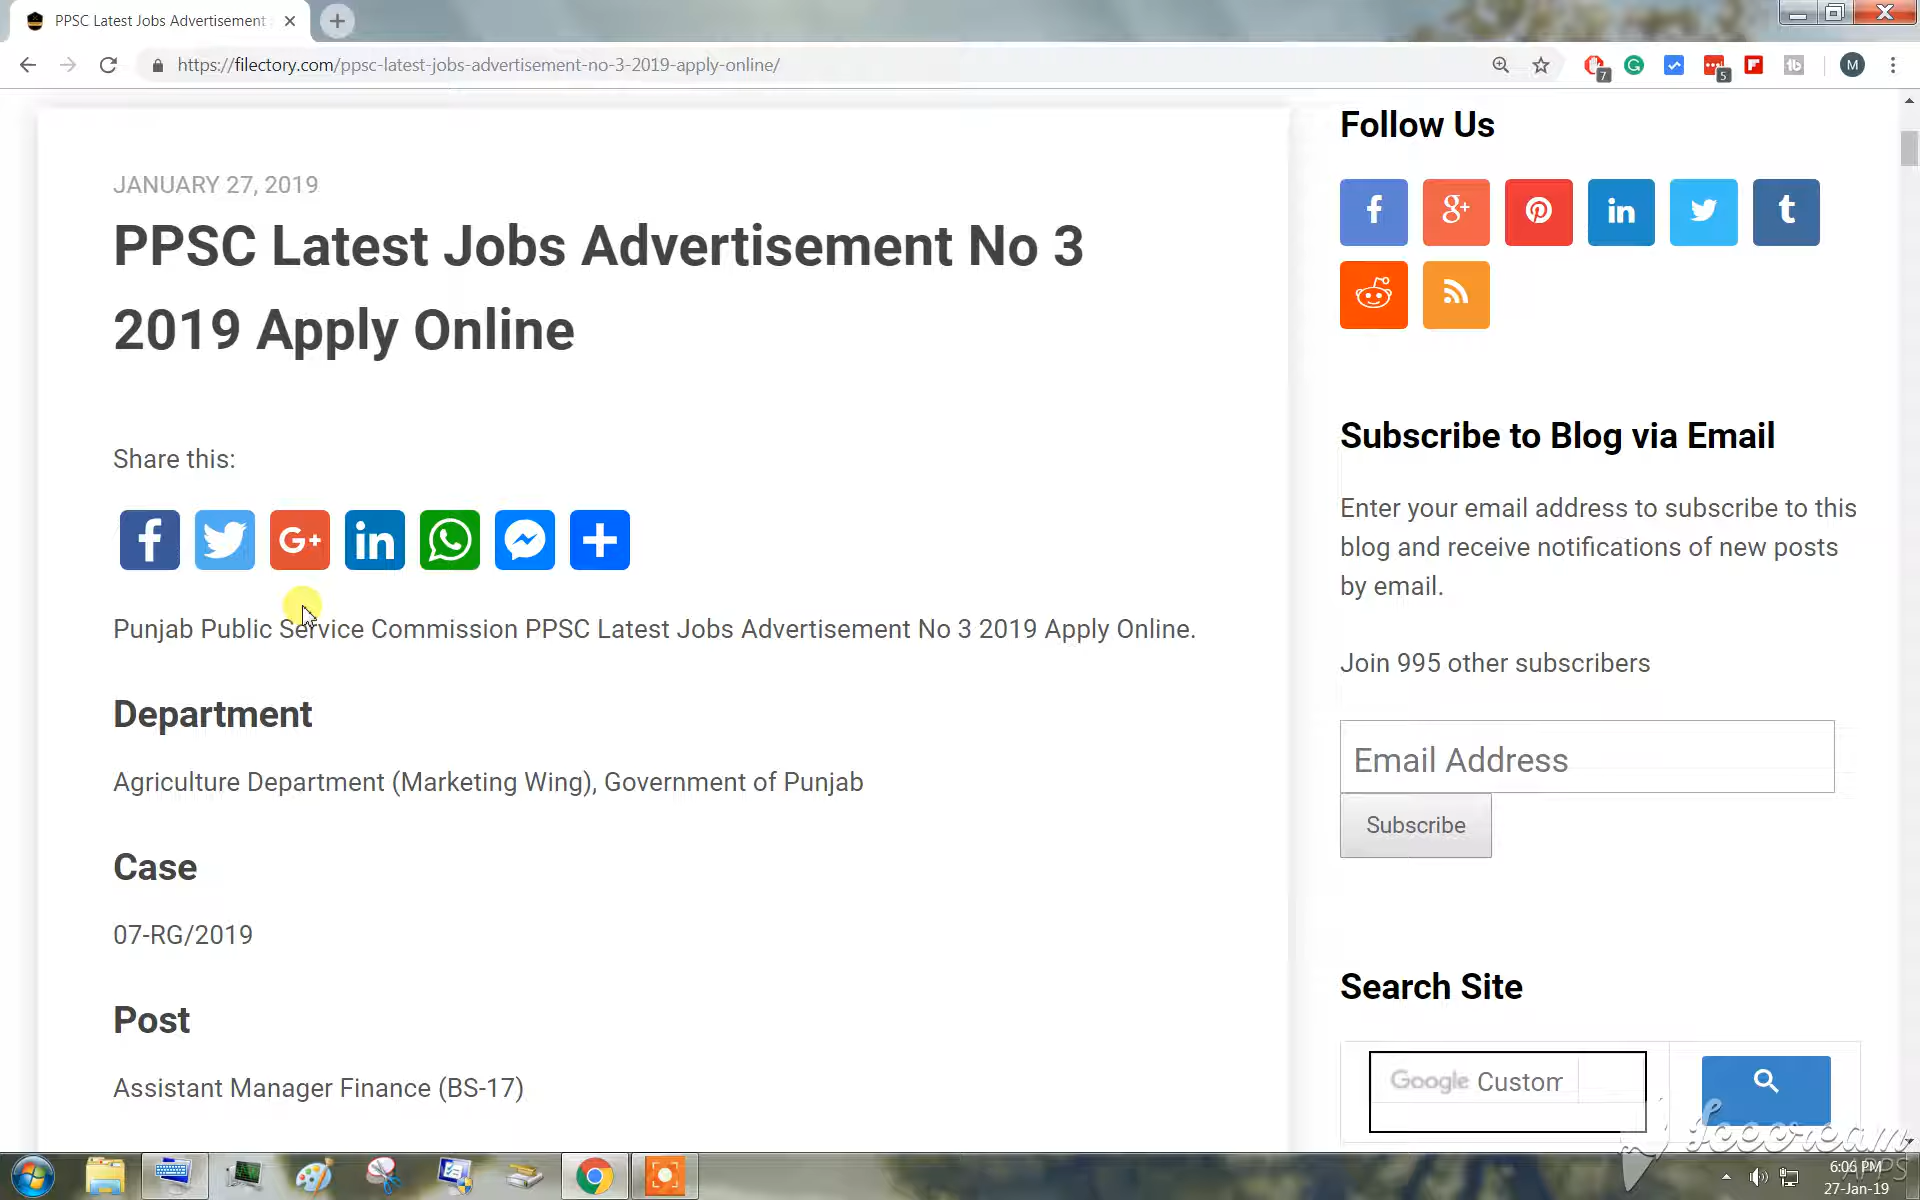 PPSC Latest Jobs Advertisement
https://filectory.com/ppsc-latest-jobs-advertisement-no-3-2019-apply-online/
7
5
M
JANUARY 27, 2019
PPSC Latest Jobs Advertisement No 3
2019 Apply Online
Share this:
Punjab Public Service Commission PPSC Latest Jobs Advertisement No 3 2019 Apply Online.
Department
Agriculture Department (Marketing Wing), Government of Punjab
Case
07-RG/2019
Post
Assistant Manager Finance (BS-17)
Follow Us
Subscribe to Blog via Email
Enter your email address to subscribe to this
blog and receive notifications of new posts
by email.
Join 995 other subscribers
Email Address
Subscribe
Search Site
Google Custom
Icecream
APPS
6:06 PM
27-Jan-19